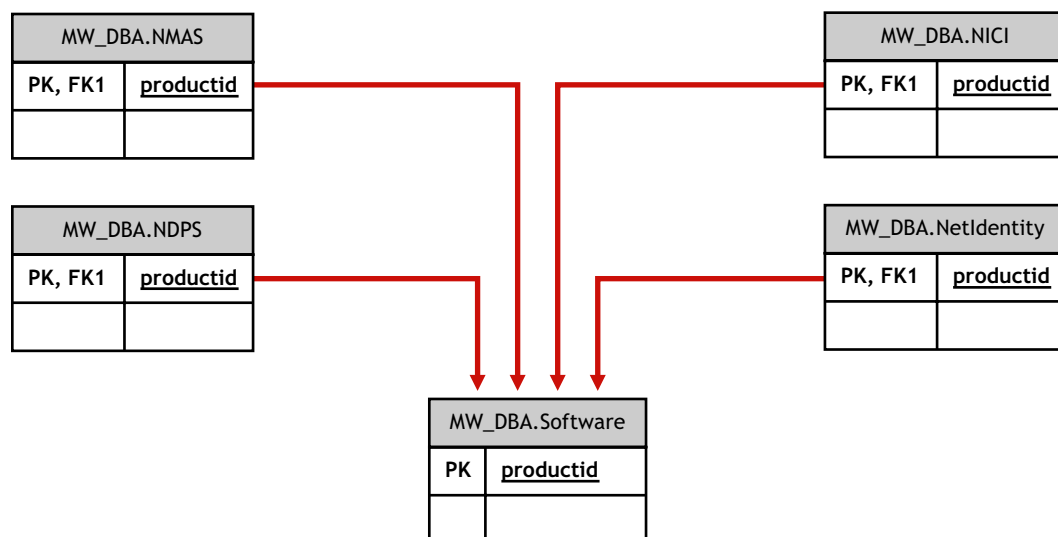 MW_DBA.NMAS
PK, FK1 productid
MW_DBA.NICI
PK, FK1 productid
MW_DBA.NDPS
PK, FK1 productid
MW_DBA.NetIdentity
PK, FK1 productid
MW_DBA.Software
PK productid